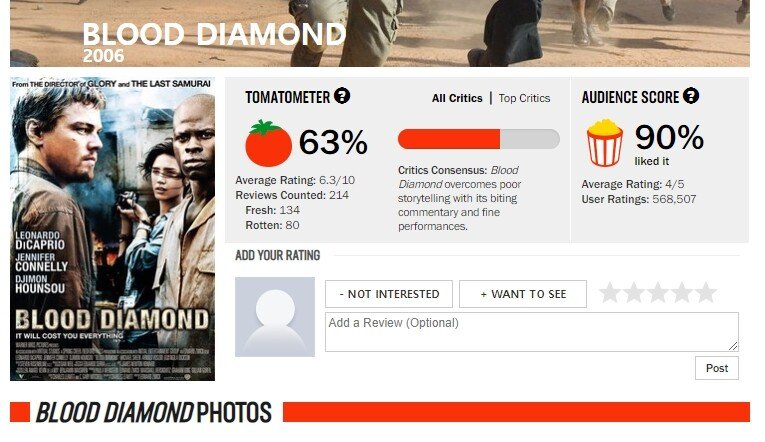 BLOOD DIAMOND
2006
From THE DIRECTOR of GLORY and THE LAST SAMURAI
LEONARDO
DiCAPRIO
JENNIFER
CONNELLY
DJIMON
HOUNSOU
BLOOD DIAMOND
IT WILL COST YOU EVERYTHING
TOMATOMETER ?
All Critics | Top Critics
63%
Average Rating: 6.3/10
Reviews Counted: 214
Fresh: 134
Rotten: 80
Critics Consensus: Blood
Diamond overcomes poor
storytelling with its biting
commentary and fine
performances.
AUDIENCE SCORE ?
90%
liked it
Average Rating: 4/5
User Ratings: 568,507
ADD YOUR RATING
- NOT INTERESTED
+ WANT TO SEE
Add a Review (Optional)
Post
BLOOD DIAMOND PHOTOS